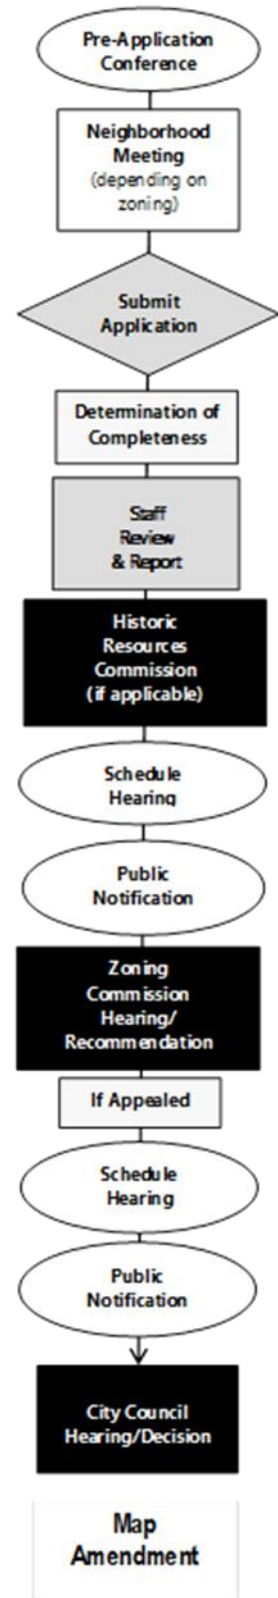 Pre-Application
Conference
Neighborhood
Meeting
(depending on
zoning)
Submit
Application
Determination of
Completeness
Staff
Review
& Report
Historic
Resources
Commission
(if applicable)
Schedule
Hearing
Public
Notification
Zoning
Commission
Hearing/
Recommendation
If Appealed
Schedule
Hearing
Public
Notification
City Council
Hearing/Decision
Map
Amendment